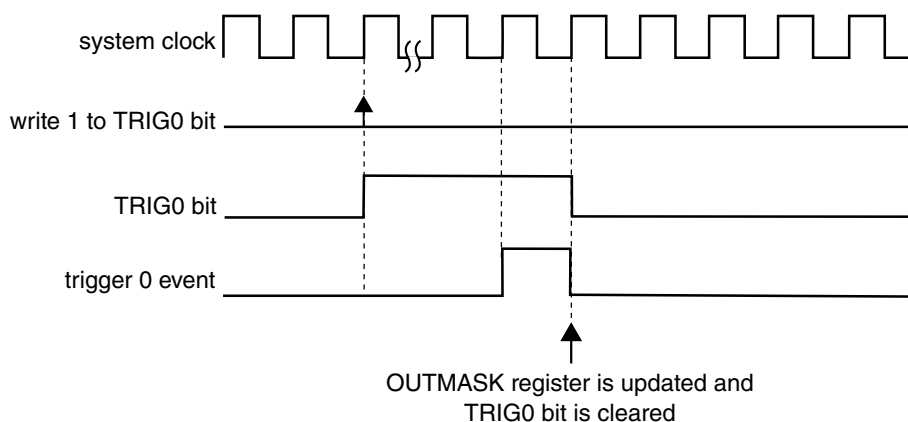 system clock
write 1 to TRIG0 bit
TRIG0 bit
trigger 0 event
OUTMASK register is updated and
TRIG0 bit is cleared